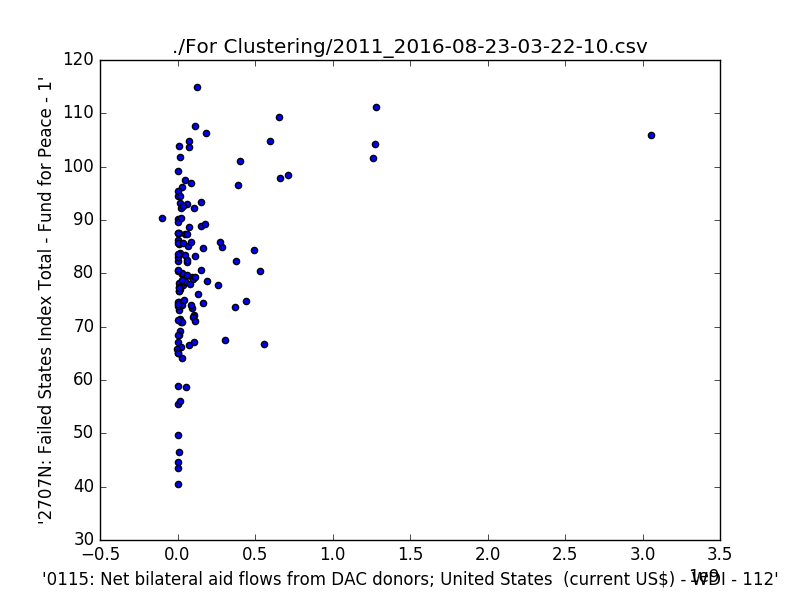 ./For Clustering/2011_2016-08-23-03-22-10.csv
120
110
100
90
80
70
60
50
40
30
'2707N: Failed States Index Total - Fund for Peace - 1'
−0.5 0.0 0.5 1.0 1.5 2.0 2.5 3.0 3.5
1e9
'0115: Net bilateral aid flows from DAC donors; United States (current US$) - WDI - 112'